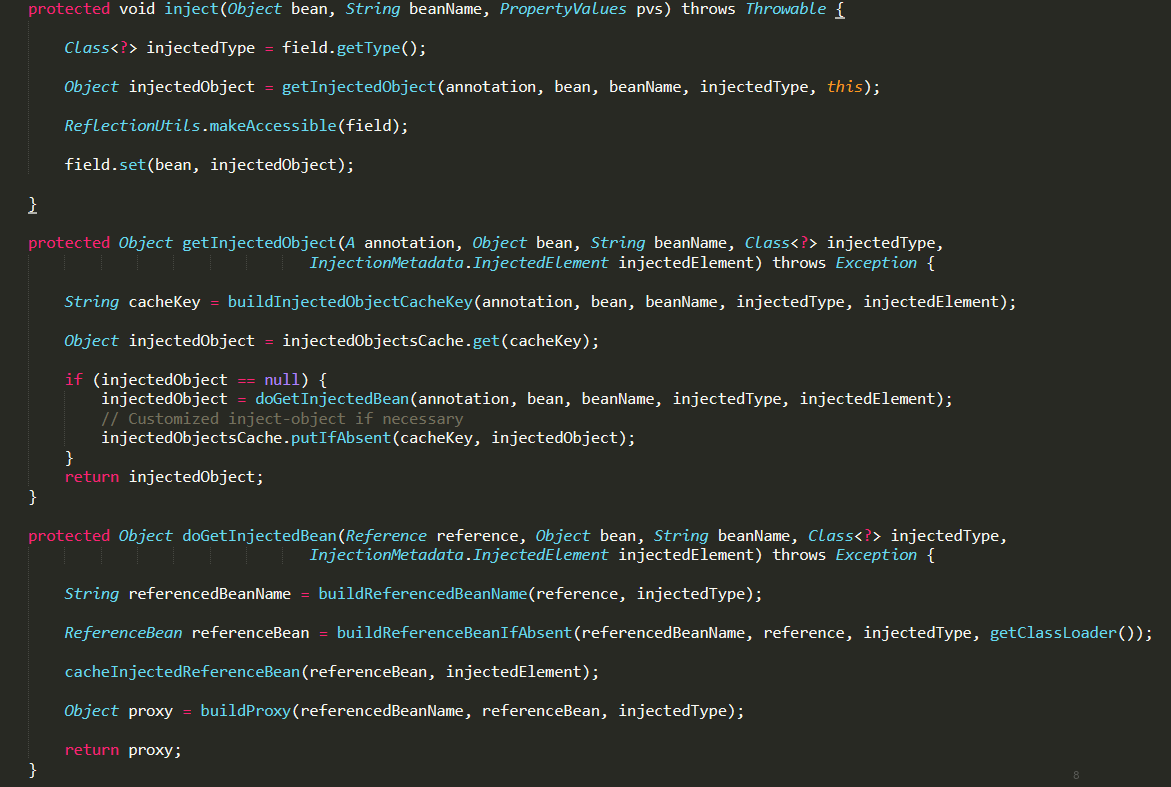 protected void inject(Object bean, String beanName, PropertyValues pvs) throws Throwable {
Class<?> injectedType = field.getType();
Object injectedObject = getInjectedObject(annotation, bean, beanName, injectedType, this);
ReflectionUtils.makeAccessible(field);
field.set(bean, injectedObject);
}
protected Object getInjectedObject(A annotation, Object bean, String beanName, Class<?> injectedType,
InjectionMetadata.InjectedElement injectedElement) throws Exception {
String cacheKey = buildInjectedObjectCacheKey(annotation, bean, beanName, injectedType, injectedElement);
Object injectedObject = injectedObjectsCache.get(cacheKey);
if (injectedObject == null) {
injectedObject = doGetInjectedBean(annotation, bean, beanName, injectedType, injectedElement);
// Customized inject-object if necessary
injectedObjectsCache.putIfAbsent(cacheKey, injectedObject);
}
return injectedObject;
}
protected Object doGetInjectedBean(Reference reference, Object bean, String beanName, Class<?> injectedType,
InjectionMetadata.InjectedElement injectedElement) throws Exception {
String referencedBeanName = buildReferencedBeanName(reference, injectedType);
ReferenceBean referenceBean = buildReferenceBeanIfAbsent(referencedBeanName, reference, injectedType, getClassLoader());
cacheInjectedReferenceBean(referenceBean, injectedElement);
Object proxy = buildProxy(referencedBeanName, referenceBean, injectedType);
return proxy;
}
8